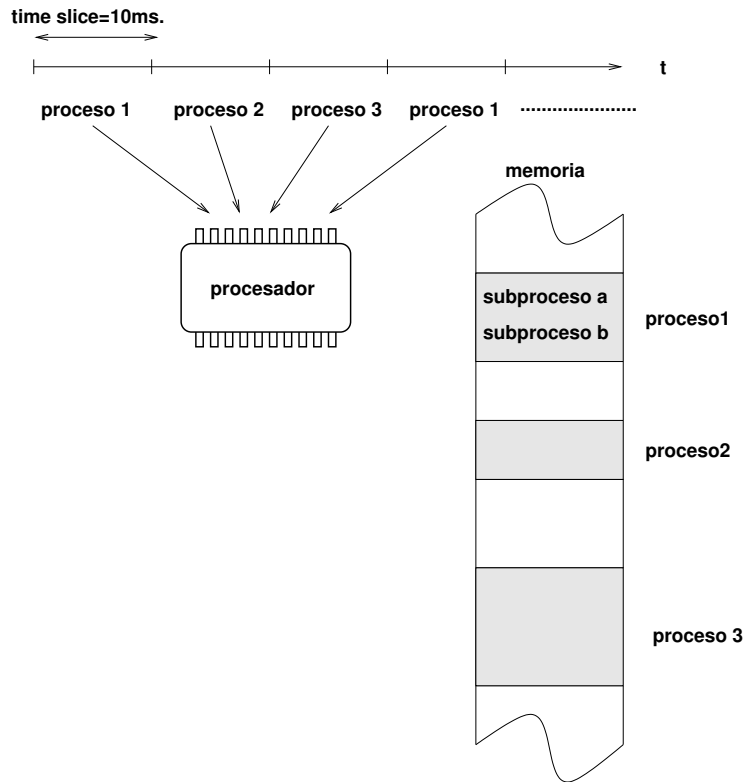 time slice=10ms.
t
proceso 1 proceso 2 proceso 3 proceso 1
memoria
procesador
subproceso a
subproceso b
proceso1
proceso2
proceso 3